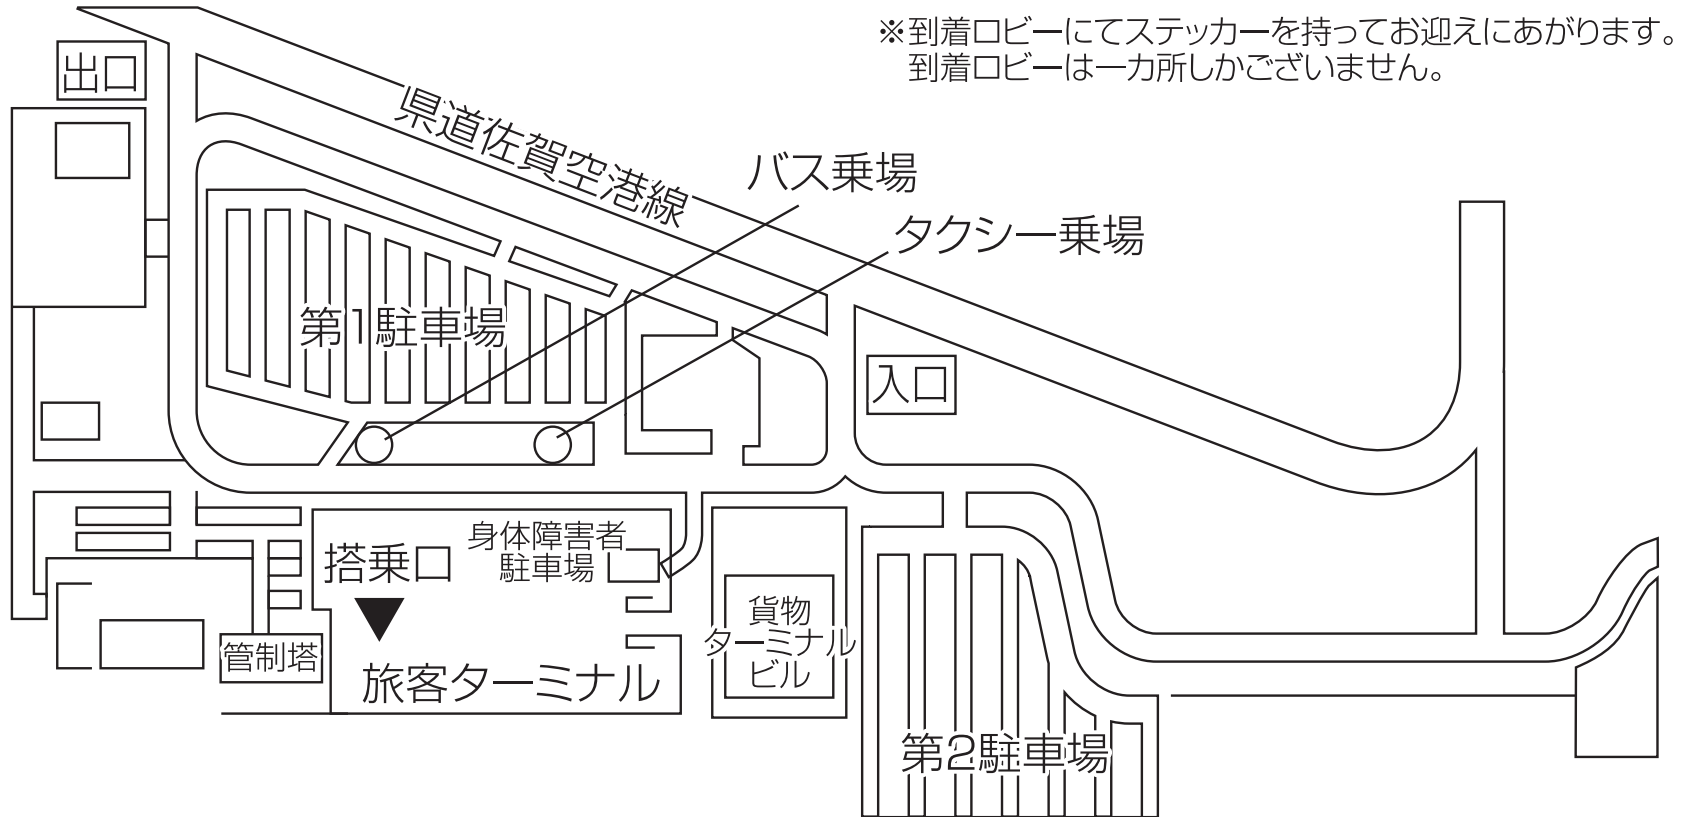 ※到着ロビーにてステッカーを持ってお迎えにあがります。
到着ロビーは一カ所しかございません。
出口
県道佐賀空港線
バス乗場
タクシー乗場
第1駐車場
入口
搭乗口
身体障害者
駐車場
貨物
ターミナル
ビル
管制塔
旅客ターミナル
第2駐車場